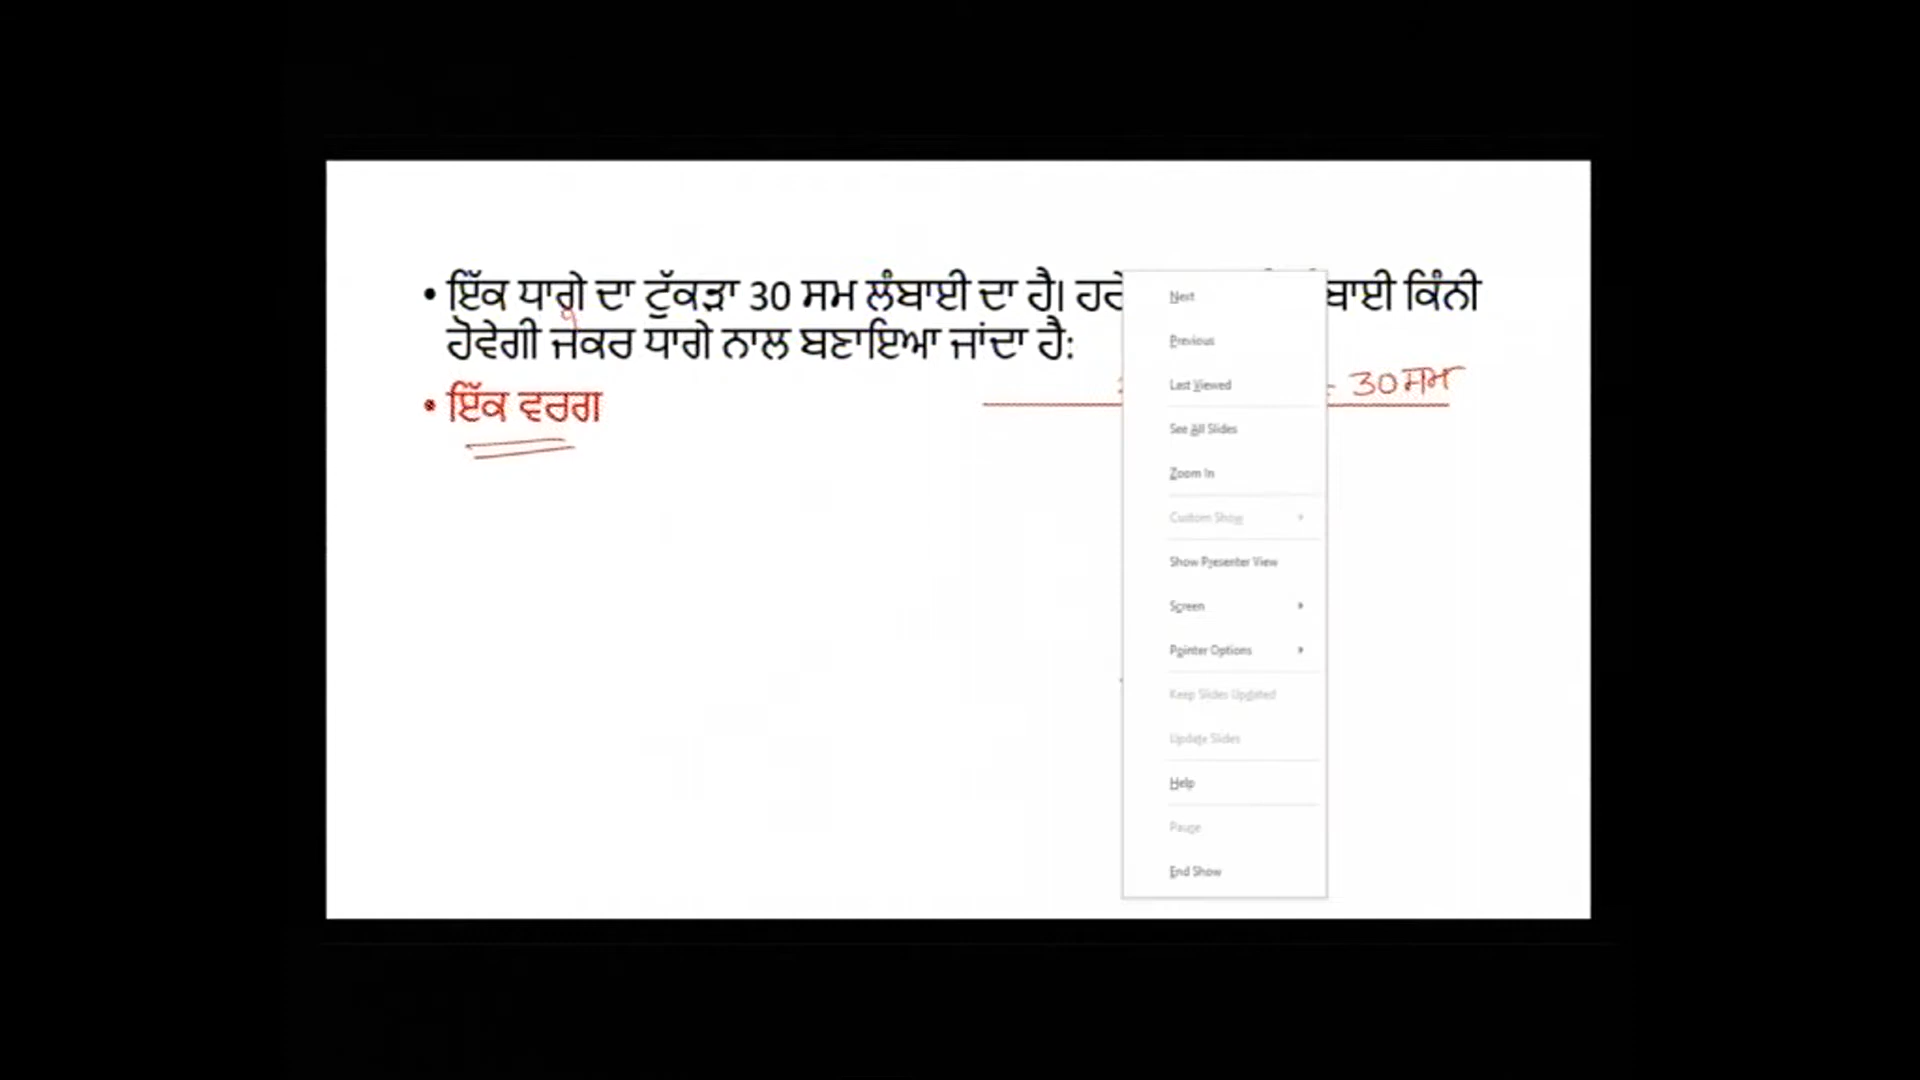 • ਇੱਕ ਧਾਗੇ ਦਾ ਟੁੱਕੜਾ 30 ਸਮ ਲੰਬਾਈ ਦਾ ਹੈ। ਕਿੰਨੀ
ਹੋਵੇਗੀ ਜਕਰ ਧਾਗੇ ਨਾਲ ਬਣਾਇਆ ਜਾਂਦਾ ਹੈ:
30 ਸਮ
• ਇੱਕ ਵਰਗ
Next
Previous
Last Viewed
See All Slides
Zoom In
Custom Show
Show Presenter View
Screen
Pointer Options
Keep Slides Updated
Update Slides
Help
Pause
End Show